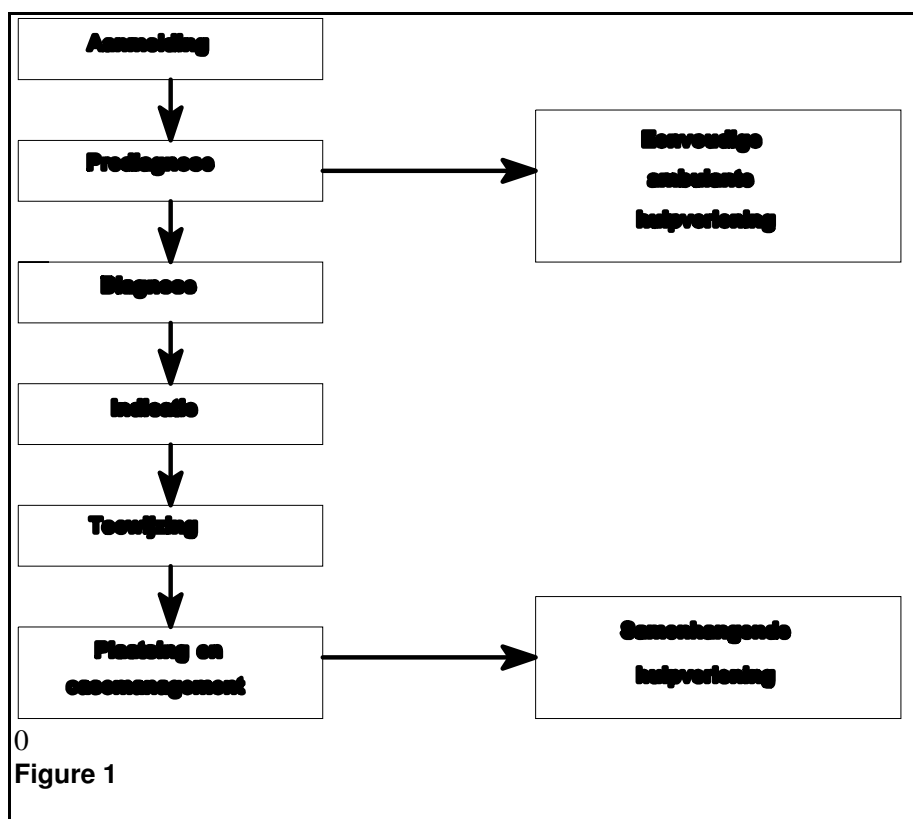 Aanmelding
Prediagnose
Eenvoudige
ambulante
hulpverlening
Diagnose
Indicatie
Toewijzing
Plaatsing en
casemanagement
Samenhangende
hulpverlening
0
Figure 1